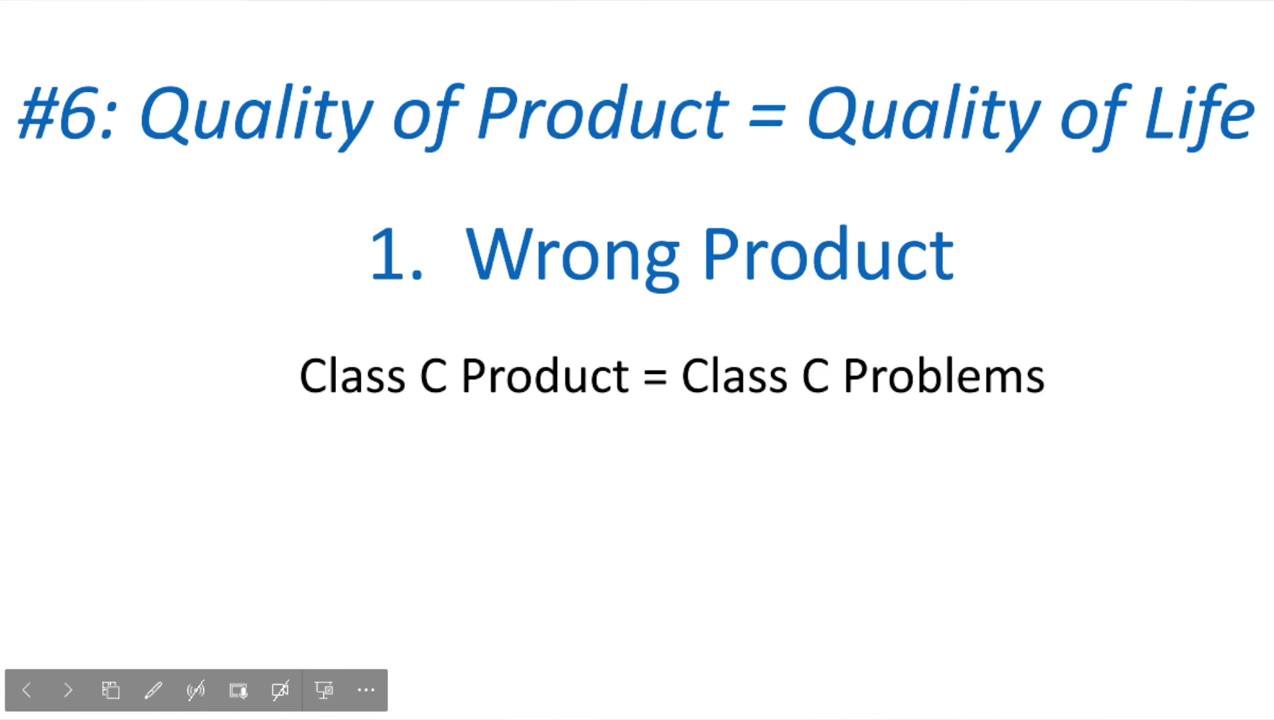 #6: Quality of Product = Quality of Life
1. Wrong Product
Class C Product = Class C Problems